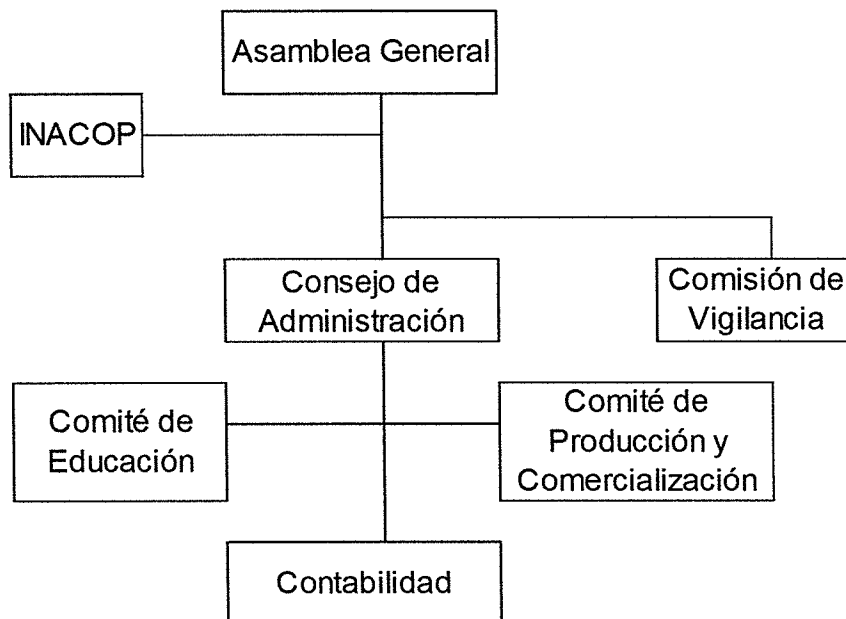 Asamblea General
INACOP
Consejo de
Administración
Comisión de
Vigilancia
Comité de
Educación
Comité de
Producción y
Comercialización
Contabilidad